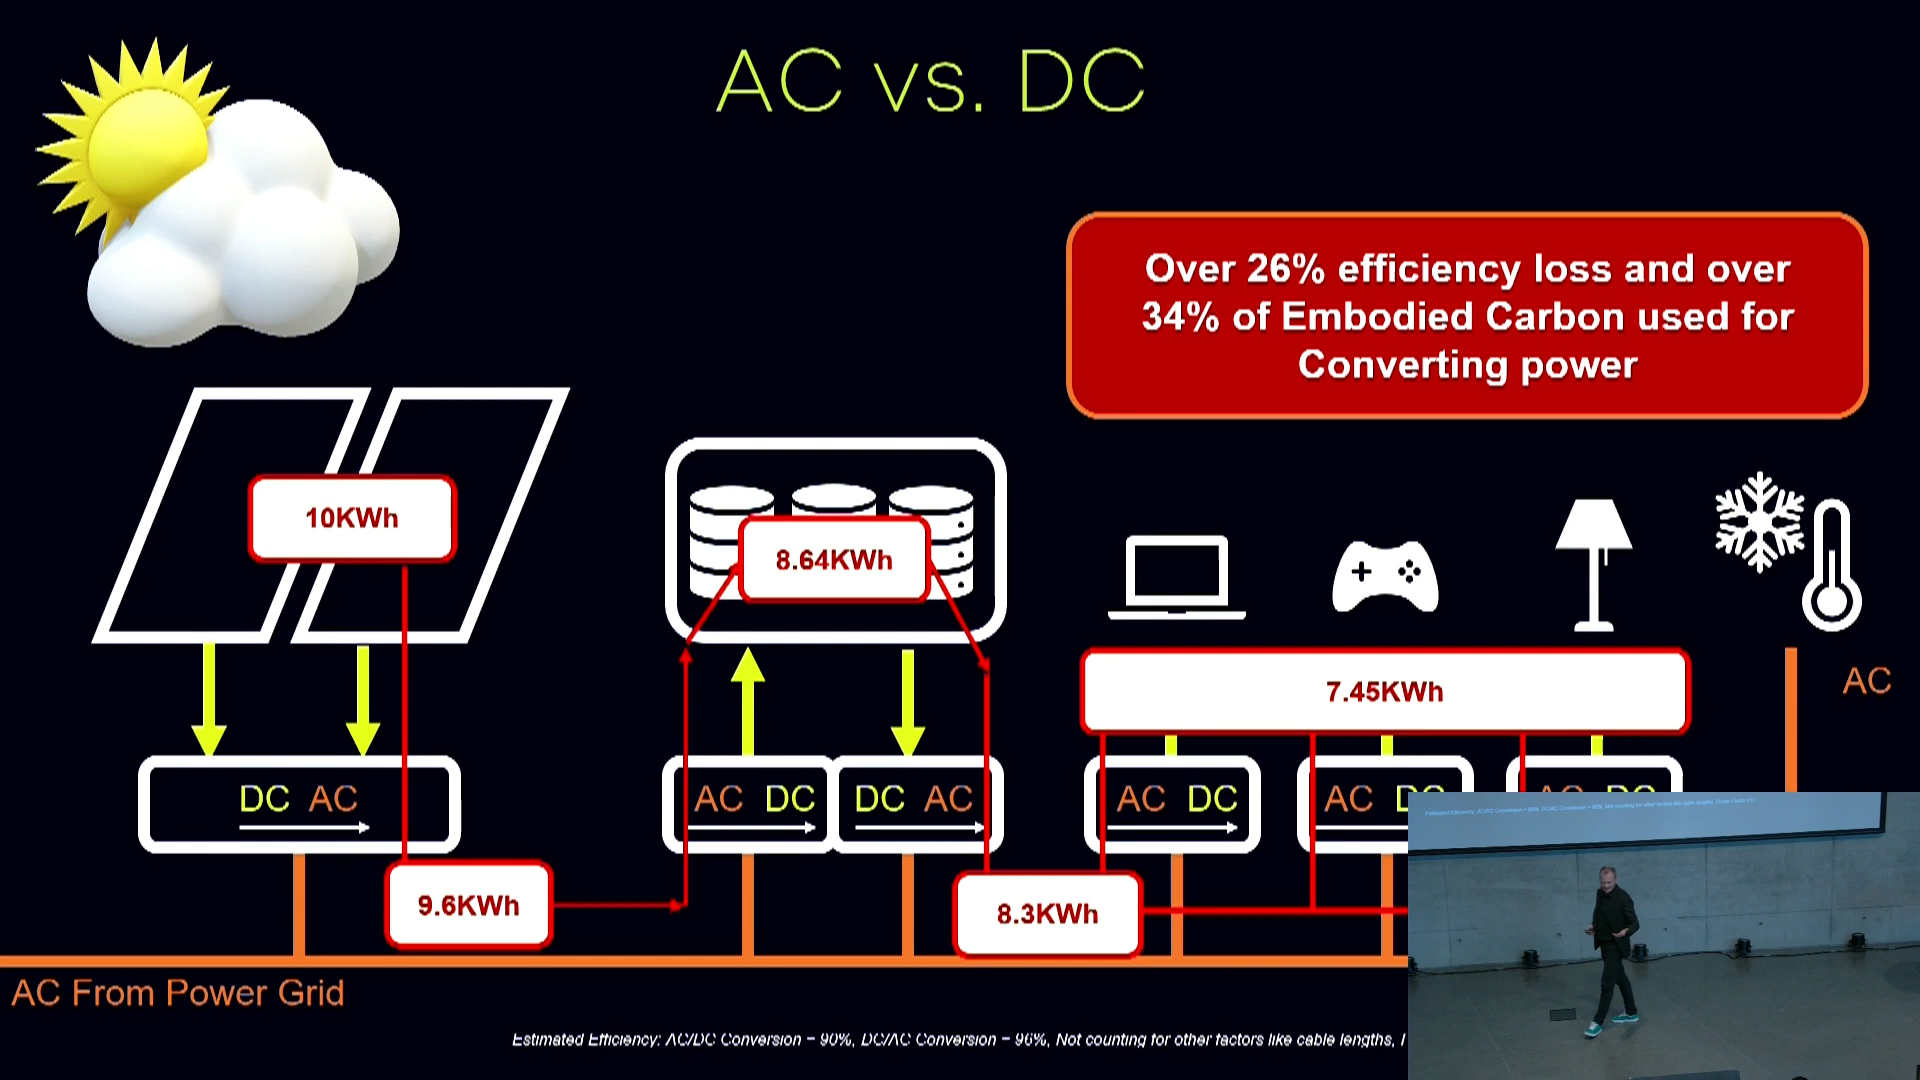 AC vs. DC
Over 26% efficiency loss and over
34% of Embodied Carbon used for
Converting power
10KWh
8.64KWh
7.45KWh
AC
DC AC
AC DC
DC AC
AC DC
AC DC
AC DC
9.6KWh
8.3KWh
AC From Power Grid
Estimated Efficiency: AC/DC Conversion = 90%, DC/AC Conversion = 96%, Not counting for other factors like cable lengths,